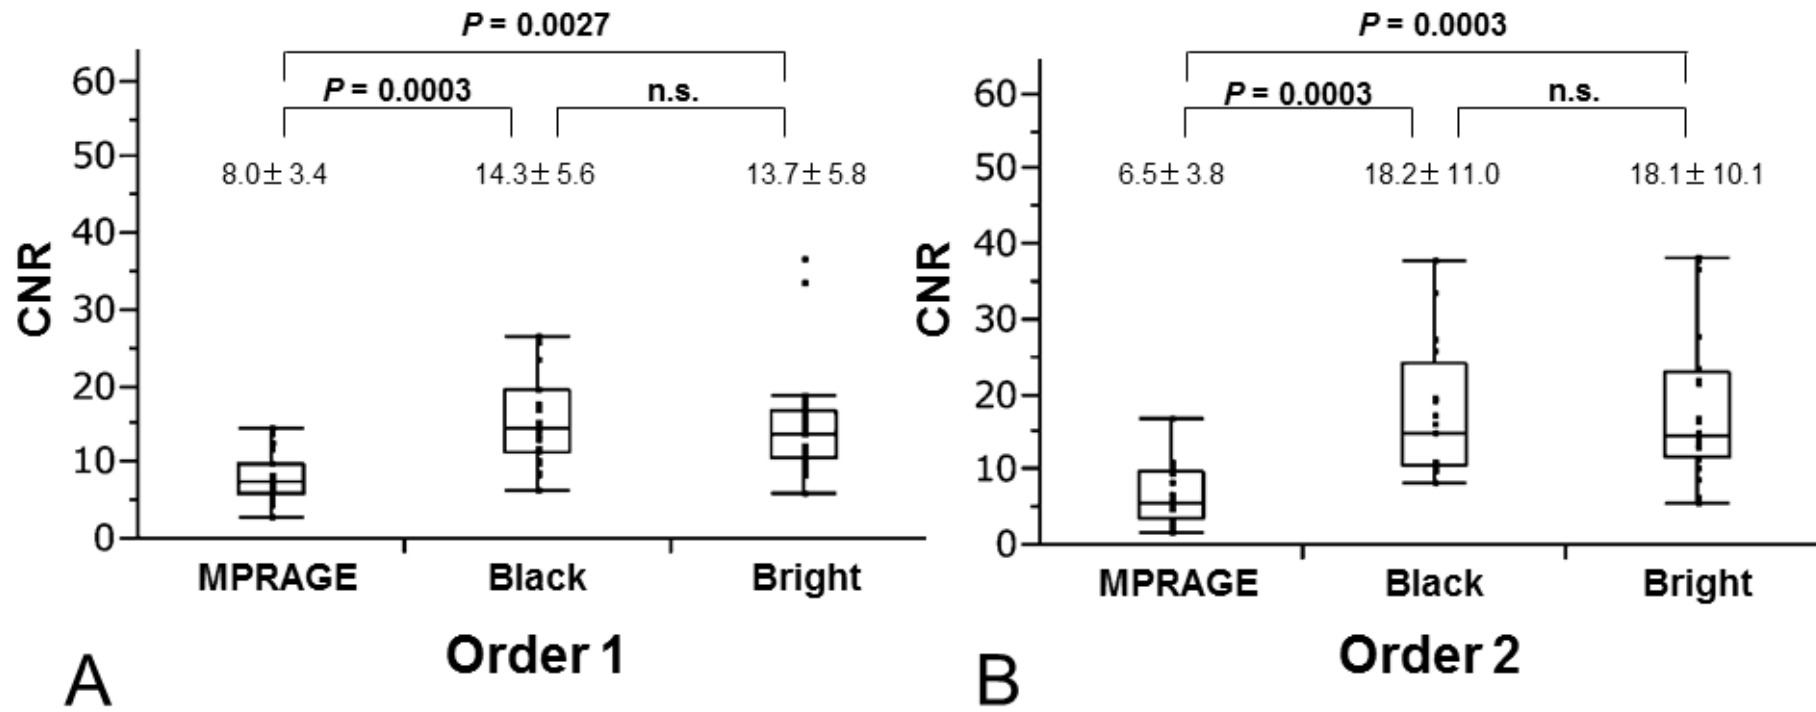 P = 0.0027
P = 0.0003
n.s.
8.0± 3.4
14.3± 5.6
13.7± 5.8
CNR
60
50
40
30
20
10
0
MPRAGE
Black
Bright
Order 1
A
P = 0.0003
P = 0.0003
n.s.
6.5± 3.8
18.2± 11.0
18.1± 10.1
CNR
60
50
40
30
20
10
0
MPRAGE
Black
Bright
Order 2
B